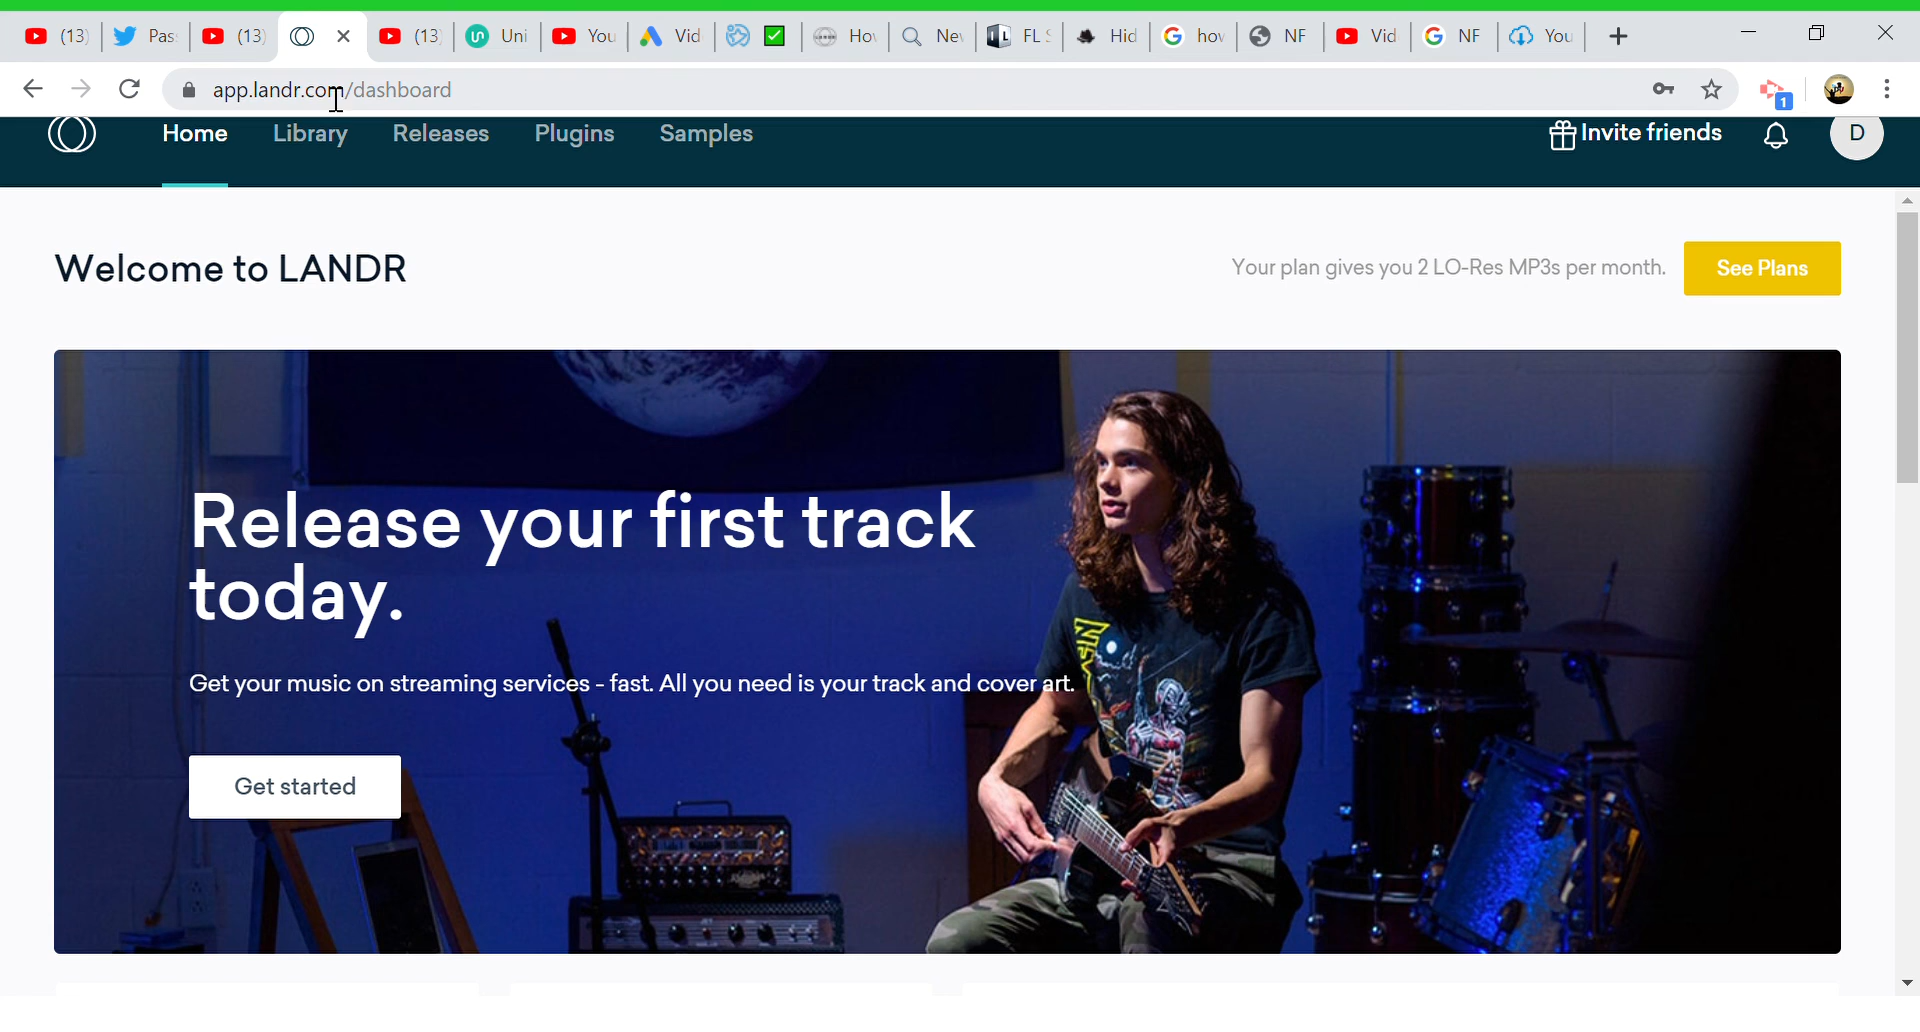 (13) Pas (13) (13 Uni You Vid Hov Nev FL S Hid hov NF Vid NF You
app.landr.com/dashboard
1
Home Library Releases Plugins Samples Invite friends D
Welcome to LANDR
Your plan gives you 2 LO-Res MP3s per month. See Plans
Release your first track
today.
Get your music on streaming services - fast. All you need is your track and cover art.
Get started